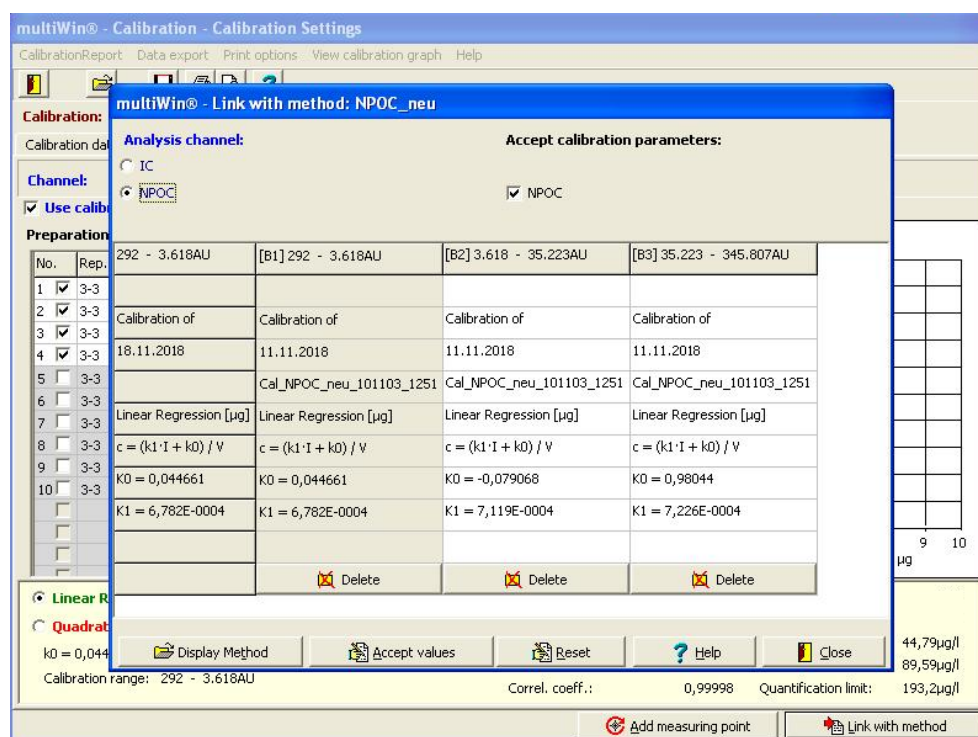 multiWin® - Calibration - Calibration Settings
CalibrationReport Data export Print options View calibration graph Help
multiWin® - Link with method: NPOC_neu
Calibration:
Calibration
Analysis channel: Accept calibration parameters:
IC
Channel:
NPOC NPOC
Use
Preparation
292 - 3.618AU [B1] 292 - 3.618AU [B2] 3.618 - 35.223AU [B3] 35.223 - 345.807AU
No. Rep.
1 3-3
2 3-3
Calibration of Calibration of Calibration of Calibration of
3 3-3
4 3-3
18.11.2018 11.11.2018 11.11.2018 11.11.2018
5 3-3
Cal_NPOC_neu_101103_1251 Cal_NPOC_neu_101103_1251 Cal_NPOC_neu_101103_1251
6 3-3
Linear Regression [µg] Linear Regression [µg] Linear Regression [µg] Linear Regression [µg]
7 3-3
8 3-3
c = (k1·I + k0) / V c = (k1·I + k0) / V c = (k1·I + k0) / V c = (k1·I + k0) / V
9 3-3
K0 = 0,044661 K0 = 0,044661 K0 = -0,079068 K0 = 0,98044
10 3-3
K1 = 6,782E-0004 K1 = 6,782E-0004 K1 = 7,119E-0004 K1 = 7,226E-0004
9 10
µg
Delete Delete Delete
Linear
k0 = 0,044
Display Method Accept values Reset Help Close
44,79µg/l
89,59µg/l
Calibration range: 292 - 3.618AU
Correl. coeff.: 0,99998 Quantification limit: 193,2µg/l
Add measuring point Link with method